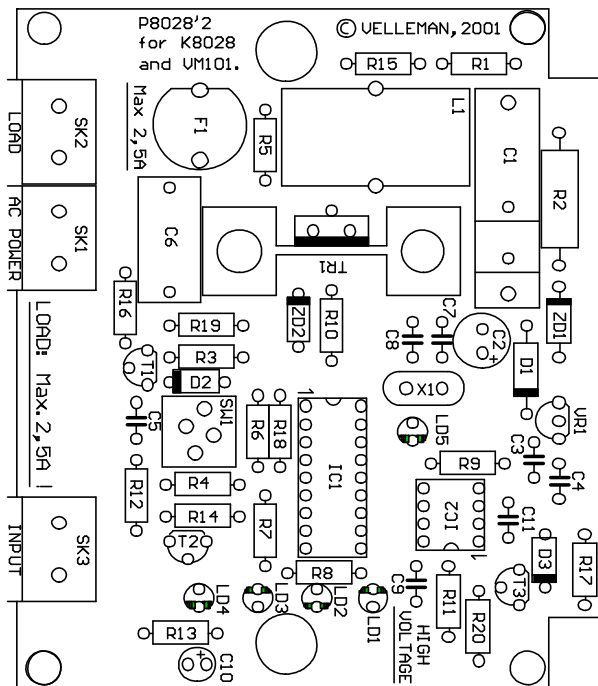 P8028'2
for K8028
and VM101.
© VELLEMAN, 2001
R15
R1
Max 2,5A
F1
R5
L1
C1
R2
SK2
LOAD
SK1
AC POWER
C6
TR1
R16
R19
ZD2
R10
C8
C7
C2
+
ZD1
D1
LOAD: Max. 2,5A !
T1
R3
D2
X1
SW1
C5
R6
R18
1
IC1
LD5
VR1
C3
C4
R12
R4
R14
R9
IC2
1
C11
R7
T2
SK3
INPUT
R8
C9
D3
R17
T3
LD4
LD3
LD2
LD1
HIGH
VOLTAGE
R11
R20
R13
+
C10